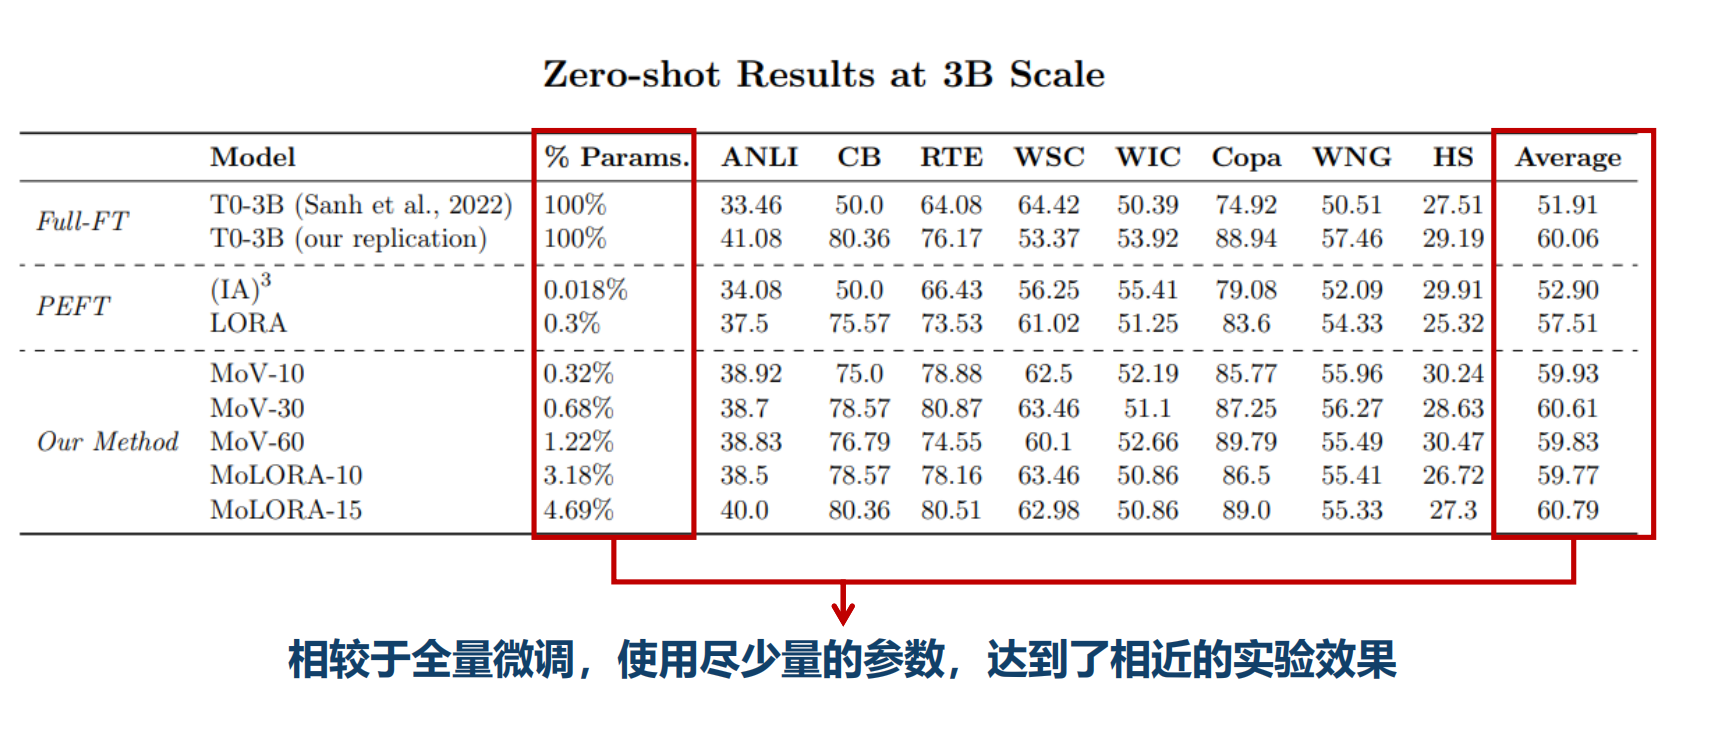 Zero-shot Results at 3B Scale
Model % Params. ANLI CB RTE WSC WIC Copa WNG HS Average
Full-FT T0-3B (Sanh et al., 2022) 100% 33.46 50.0 64.08 64.42 50.39 74.92 50.51 27.51 51.91
T0-3B (our replication) 100% 41.08 80.36 76.17 53.37 53.92 88.94 57.46 29.19 60.06
PEFT (IA)³ 0.018% 34.08 50.0 66.43 56.25 55.41 79.08 52.09 29.91 52.90
LORA 0.3% 37.5 75.57 73.53 61.02 51.25 83.6 54.33 25.32 57.51
MoV-10 0.32% 38.92 75.0 78.88 62.5 52.19 85.77 55.96 30.24 59.93
MoV-30 0.68% 38.7 78.57 80.87 63.46 51.1 87.25 56.27 28.63 60.61
Our Method MoV-60 1.22% 38.83 76.79 74.55 60.1 52.66 89.79 55.49 30.47 59.83
MoLORA-10 3.18% 38.5 78.57 78.16 63.46 50.86 86.5 55.41 26.72 59.77
MoLORA-15 4.69% 40.0 80.36 80.51 62.98 50.86 89.0 55.33 27.3 60.79
相较于全量微调，使用尽少量的参数，达到了相近的实验效果